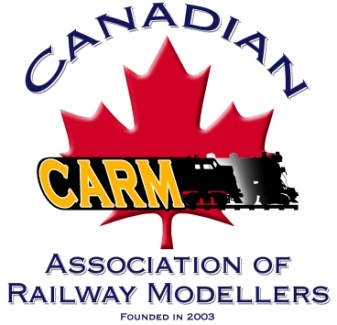 CANADIAN
CARM
ASSOCIATION OF
RAILWAY MODELLERS
FOUNDED IN 2003